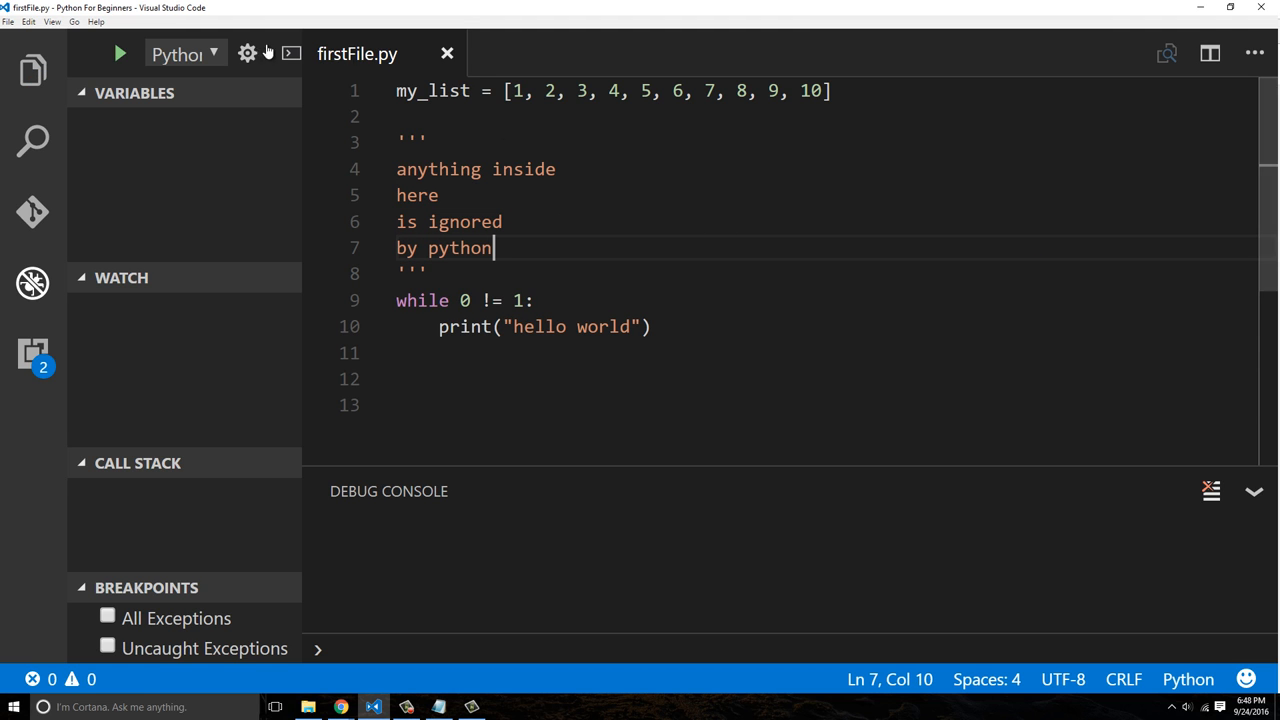 firstFile.py - Python For Beginners - Visual Studio Code
File Edit View Go Help
Python
firstFile.py
VARIABLES
WATCH
CALL STACK
BREAKPOINTS
All Exceptions
Uncaught Exceptions
2
1 my_list = [1, 2, 3, 4, 5, 6, 7, 8, 9, 10]
2
3 '''
4 anything inside
5 here
6 is ignored
7 by python
8 '''
9 while 0 != 1:
10 print("hello world")
11
12
13
DEBUG CONSOLE
0 0
Ln 7, Col 10 Spaces: 4 UTF-8 CRLF Python
I'm Cortana. Ask me anything.
6:48 PM
9/24/2016